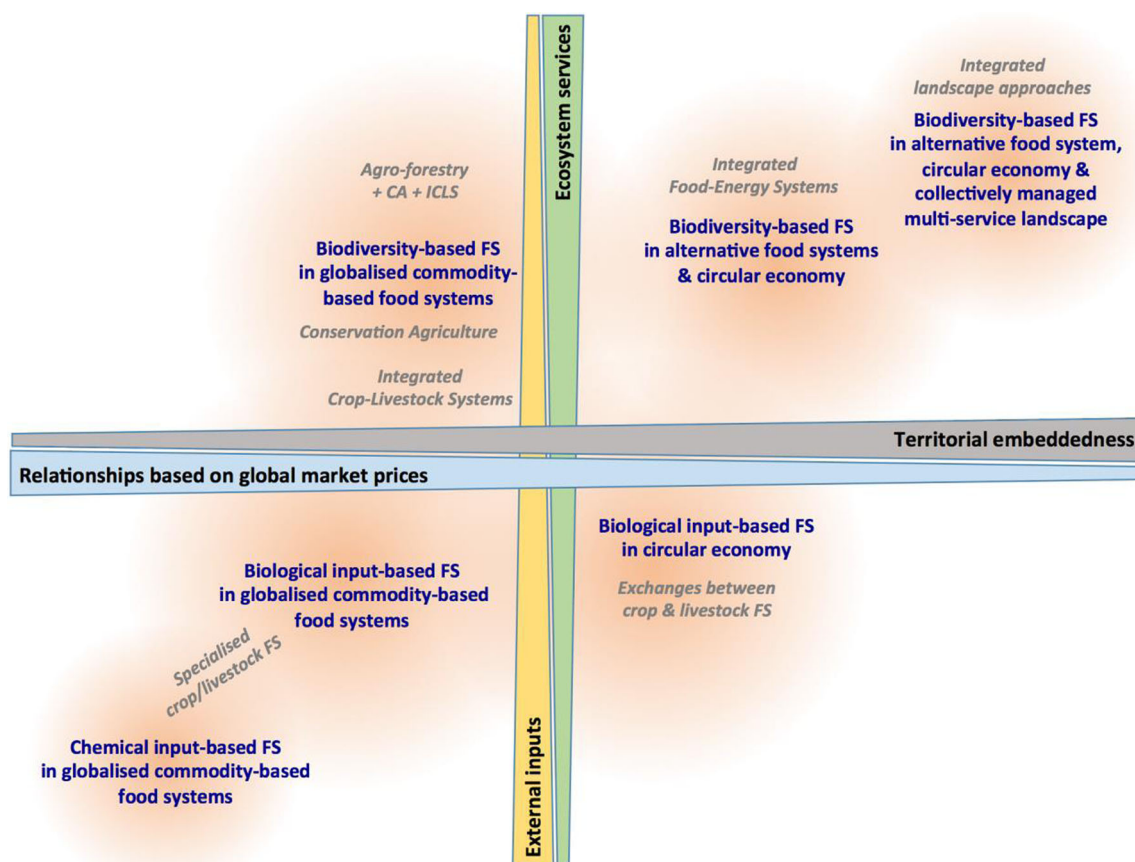 Ecosystem services
Integrated
landscape approaches
Biodiversity-based FS
in alternative food system,
circular economy &
collectively managed
multi-service landscape
Agro-forestry
+ CA + ICLS
Integrated
Food-Energy Systems
Biodiversity-based FS
in globalised commodity-
based food systems
Biodiversity-based FS
in alternative food systems
& circular economy
Conservation Agriculture
Integrated
Crop-Livestock Systems
Territorial embeddedness
Relationships based on global market prices
Biological input-based FS
in circular economy
Exchanges between
crop & livestock FS
Biological input-based FS
in globalised commodity-based
food systems
Specialised
crop/livestock FS
Chemical input-based FS
in globalised commodity-based
food systems
External inputs